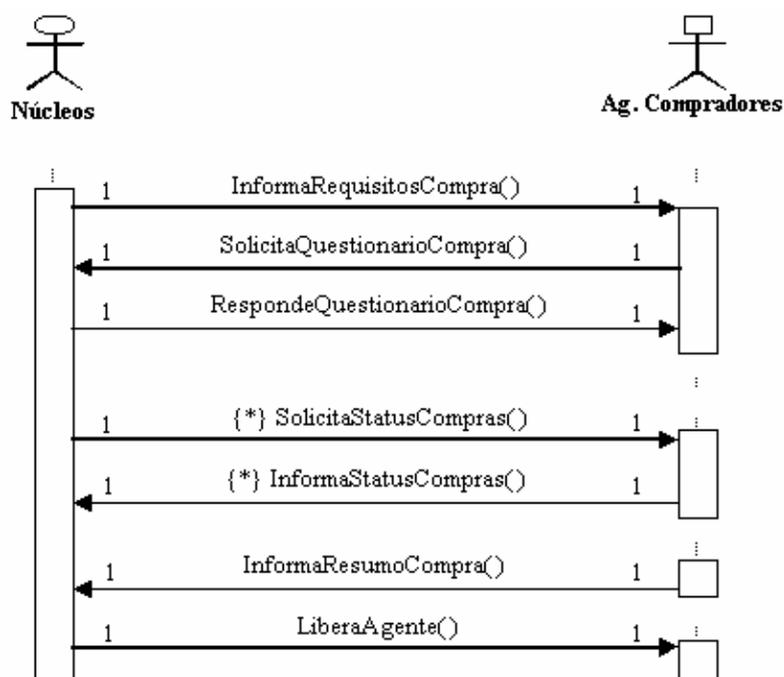 Núcleos
Ag. Compradores
1 InformaRequisitosCompra() 1
1 SolicitaQuestionarioCompra() 1
1 RespondeQuestionarioCompra() 1
1 {*} SolicitaStatusCompras() 1
1 {*} InformaStatusCompras() 1
1 InformaResumoCompra() 1
1 LiberaAgente() 1